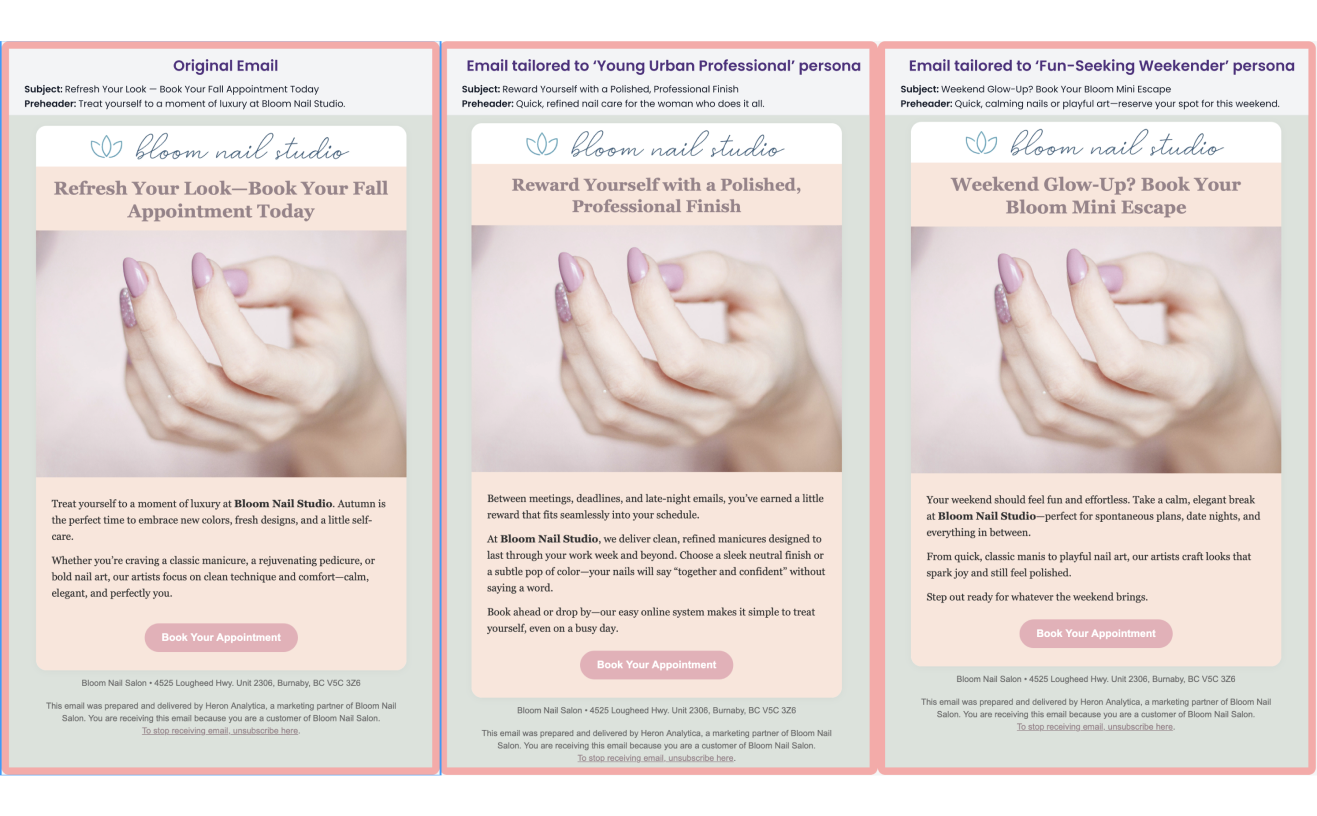 Original Email
Subject: Refresh Your Look — Book Your Fall Appointment Today
Preheader: Treat yourself to a moment of luxury at Bloom Nail Studio.
bloom nail studio
Refresh Your Look—Book Your Fall
Appointment Today
Treat yourself to a moment of luxury at Bloom Nail Studio. Autumn is
the perfect time to embrace new colors, fresh designs, and a little self-
care.
Whether you’re craving a classic manicure, a rejuvenating pedicure, or
bold nail art, our artists focus on clean technique and comfort—calm,
elegant, and perfectly you.
Book Your Appointment
Bloom Nail Salon • 4525 Lougheed Hwy. Unit 2306, Burnaby, BC V5C 3Z6
This email was prepared and delivered by Heron Analytica, a marketing partner of Bloom Nail
Salon. You are receiving this email because you are a customer of Bloom Nail Salon.
To stop receiving email, unsubscribe here.
Email tailored to ‘Young Urban Professional’ persona
Subject: Reward Yourself with a Polished, Professional Finish
Preheader: Quick, refined nail care for the woman who does it all.
bloom nail studio
Reward Yourself with a Polished,
Professional Finish
Between meetings, deadlines, and late-night emails, you’ve earned a little
reward that fits seamlessly into your schedule.
At Bloom Nail Studio, we deliver clean, refined manicures designed to
last through your work week and beyond. Choose a sleek neutral finish or
a subtle pop of color—your nails will say “together and confident” without
saying a word.
Book ahead or drop by—our easy online system makes it simple to treat
yourself, even on a busy day.
Book Your Appointment
Bloom Nail Salon • 4525 Lougheed Hwy. Unit 2306, Burnaby, BC V5C 3Z6
This email was prepared and delivered by Heron Analytica, a marketing partner of Bloom Nail
Salon. You are receiving this email because you are a customer of Bloom Nail Salon.
To stop receiving email, unsubscribe here.
Email tailored to ‘Fun-Seeking Weekender’ persona
Subject: Weekend Glow-Up? Book Your Bloom Mini Escape
Preheader: Quick, calming nails or playful art—reserve your spot for this weekend.
bloom nail studio
Weekend Glow-Up? Book Your
Bloom Mini Escape
Your weekend should feel fun and effortless. Take a calm, elegant break
at Bloom Nail Studio—perfect for spontaneous plans, date nights, and
everything in between.
From quick, classic manis to playful nail art, our artists craft looks that
spark joy and still feel polished.
Step out ready for whatever the weekend brings.
Book Your Appointment
Bloom Nail Salon • 4525 Lougheed Hwy. Unit 2306, Burnaby, BC V5C 3Z6
This email was prepared and delivered by Heron Analytica, a marketing partner of Bloom Nail
Salon. You are receiving this email because you are a customer of Bloom Nail Salon.
To stop receiving email, unsubscribe here.